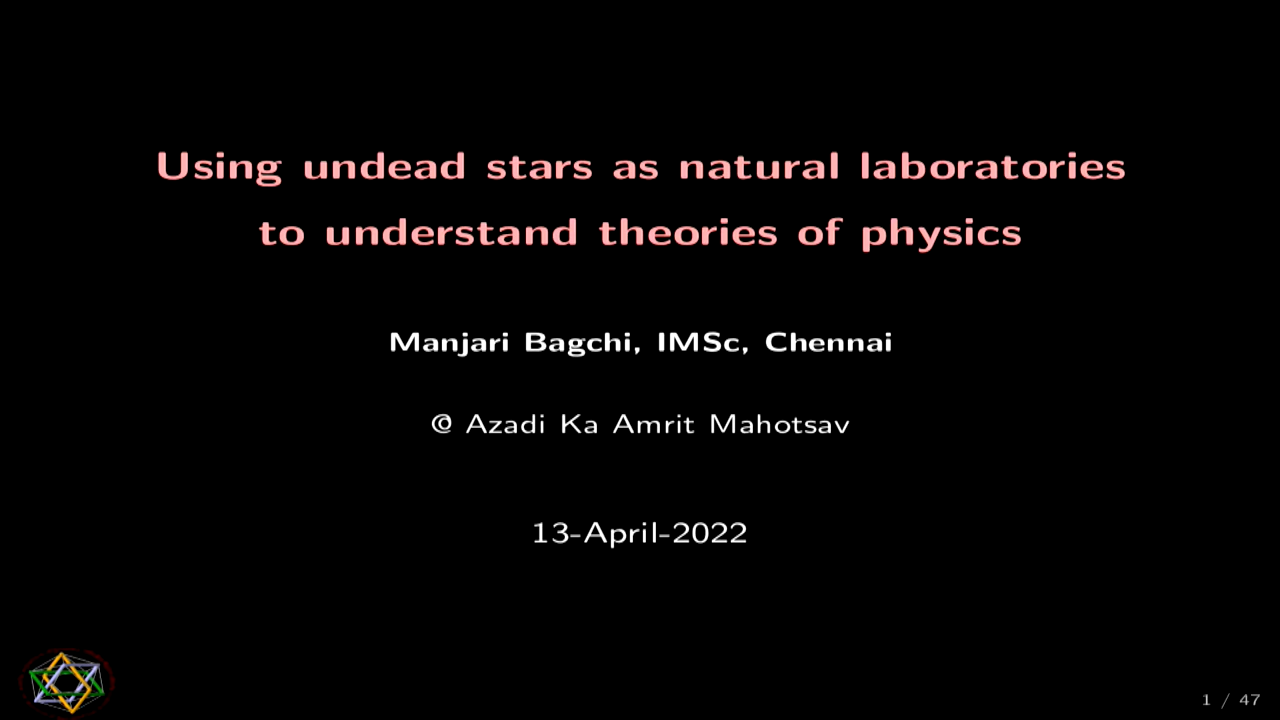 Using undead stars as natural laboratories
to understand theories of physics
Manjari Bagchi, IMSc, Chennai
@ Azadi Ka Amrit Mahotsav
13-April-2022
1 / 47